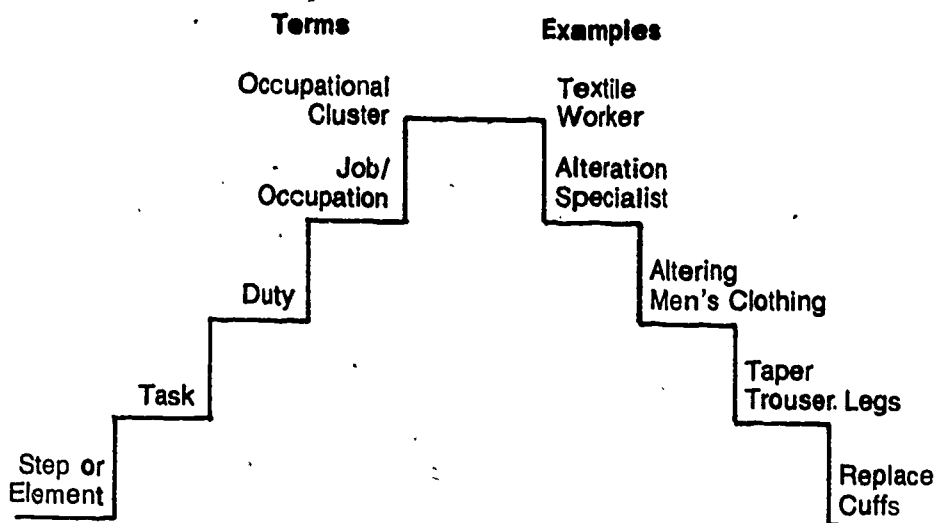 Terms
Examples
Occupational
Cluster
Textile
Worker
Job/
Occupation
Alteration
Specialist
Duty
Altering
Men's Clothing
Task
Taper
Trouser. Legs
Step or
Element
Replace
Cuffs